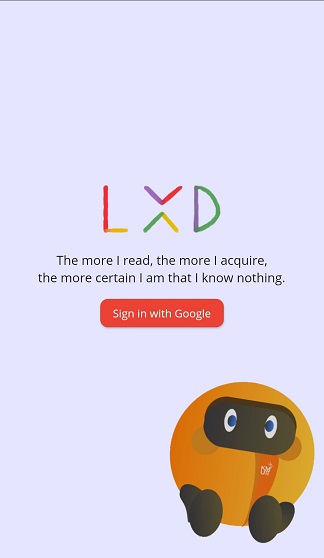 LXD
The more I read, the more I acquire,
the more certain I am that I know nothing.
Sign in with Google